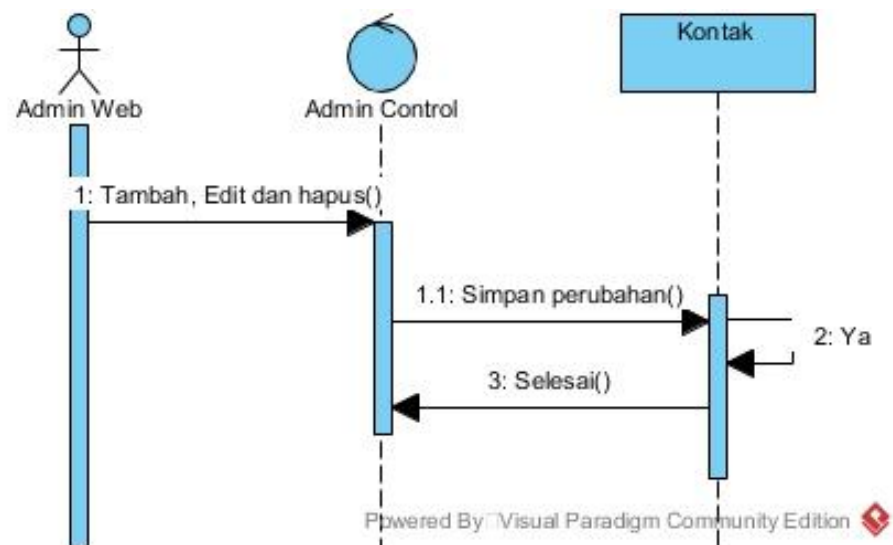 Admin Web
Admin Control
Kontak
1: Tambah, Edit dan hapus()
1.1: Simpan perubahan()
2: Ya
3: Selesai()
Powered By Visual Paradigm Community Edition